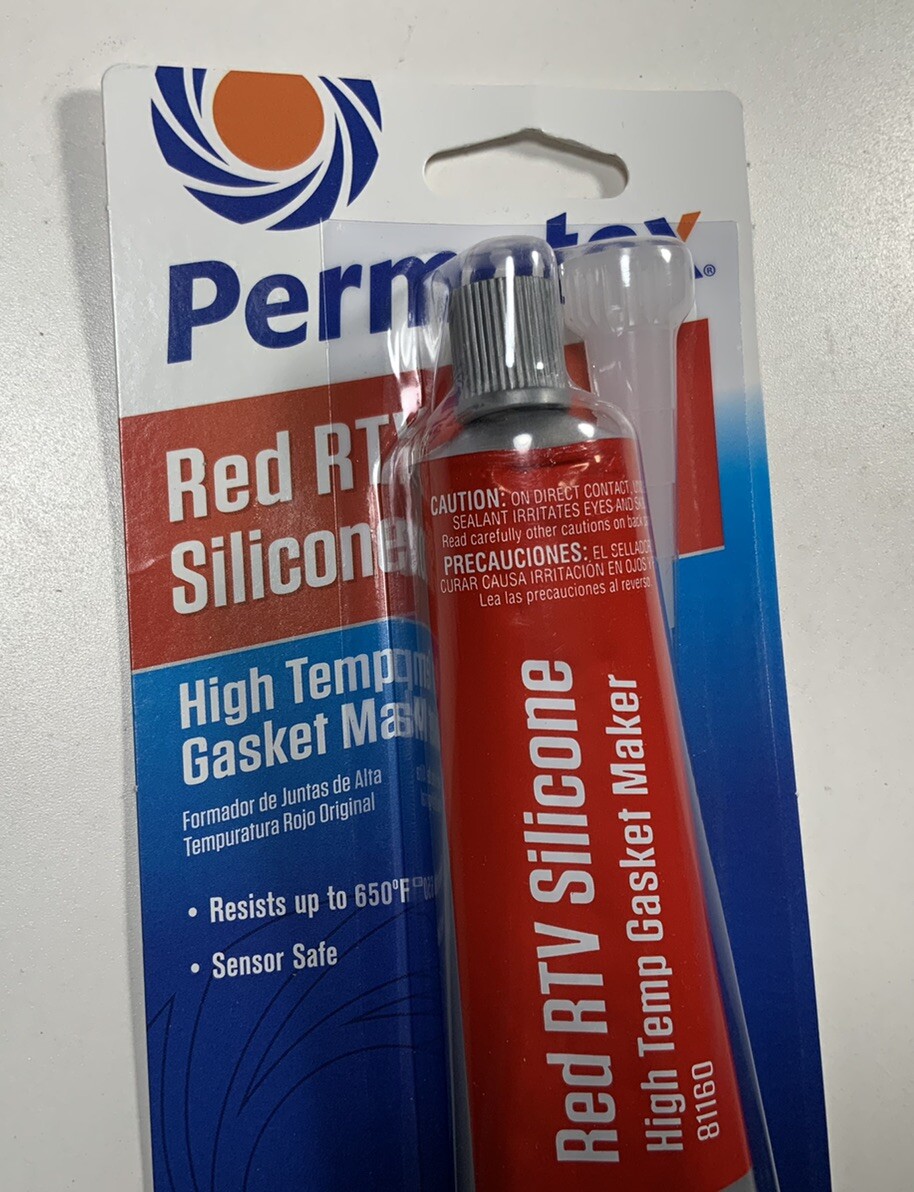 Permatex®
Red RTV
Silicone
High Temp
Gasket Ma
Formador de Juntas de Alta
Tempuratura Rojo Original
• Resists up to 650°F
• Sensor Safe
CAUTION: ON DIRECT CONTACT,
SEALANT IRRITATES EYES AND
Read carefully other cautions on back
PRECAUCIONES: EL SELLADOR
CURAR CAUSA IRRITACIÓN EN OJOS
Lea las precauciones al reverso.
Red RTV Silicone
High Temp Gasket Maker
81160